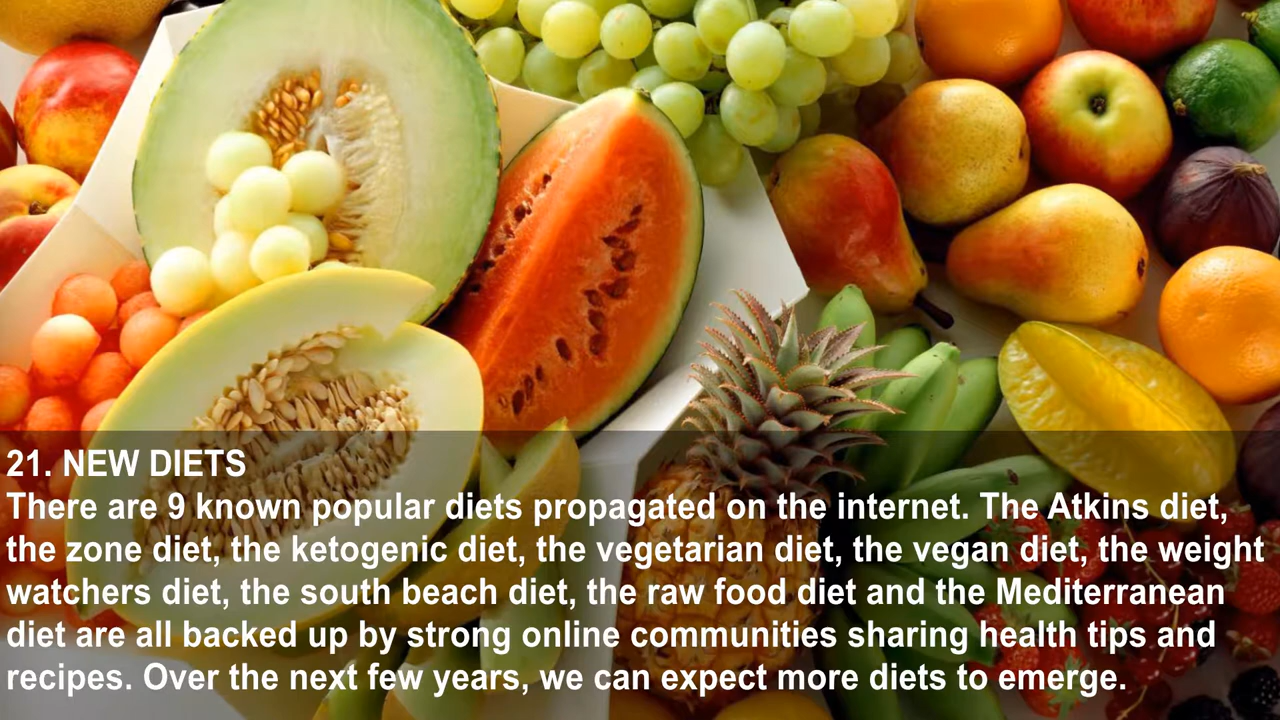 21. NEW DIETS
There are 9 known popular diets propagated on the internet. The Atkins diet,
the zone diet, the ketogenic diet, the vegetarian diet, the vegan diet, the weight
watchers diet, the south beach diet, the raw food diet and the Mediterranean
diet are all backed up by strong online communities sharing health tips and
recipes. Over the next few years, we can expect more diets to emerge.